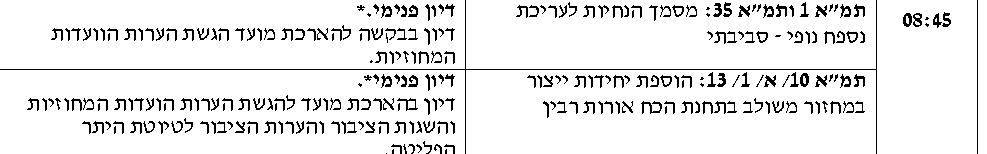 08:45
תמ״א 1 ותמ״א 35: מסמך הנחיות לעריכת
נספח נופי - סביבתי
דיון פנימי.*
דיון בבקשה להארכת מועד הגשת הערות הוועדות
המחוזיות.
תמ״א 10/ א/ 1/ 13: הוספת יחידות ייצור
במחזור משולב בתחנת הכח אורות רבין
דיון פנימי*.
דיון בהארכת מועד להגשת הערות הועדות המחוזיות
והשגות הציבור והערות הציבור לטיוטת היתר
הפליטה.